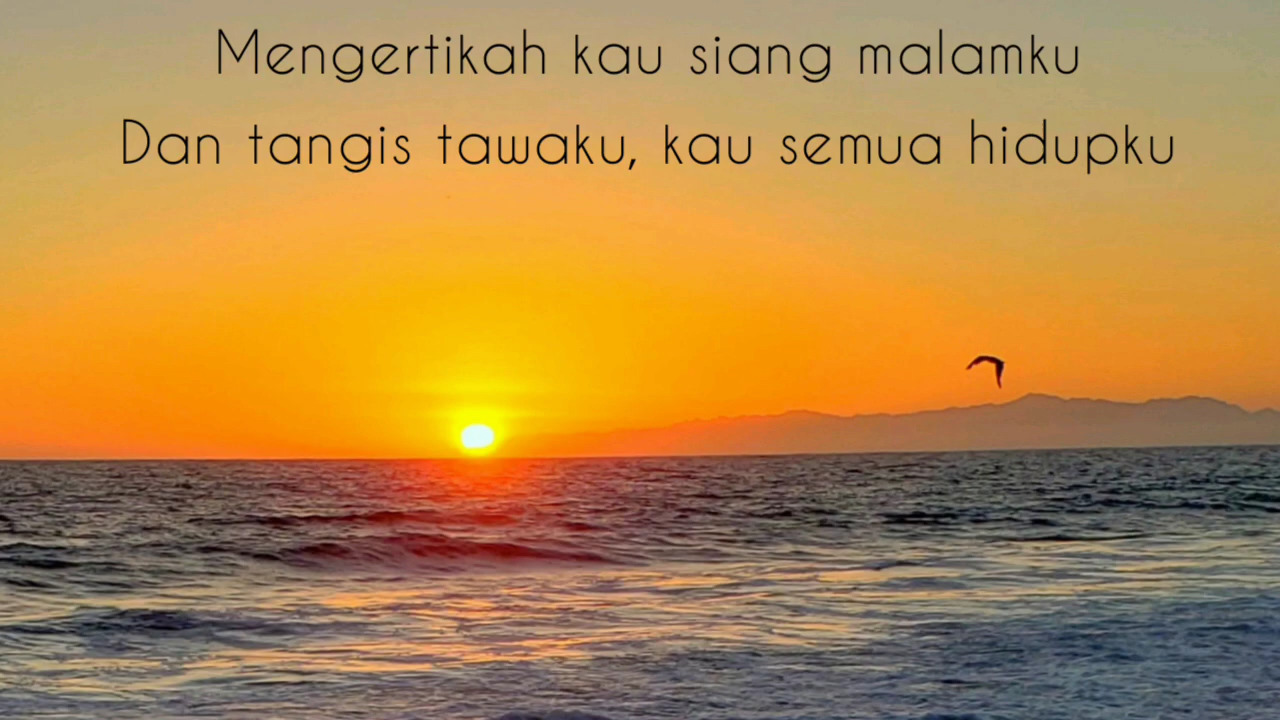 Mengertikah kau siang malamku
Dan tangis tawaku, kau semua hidupku